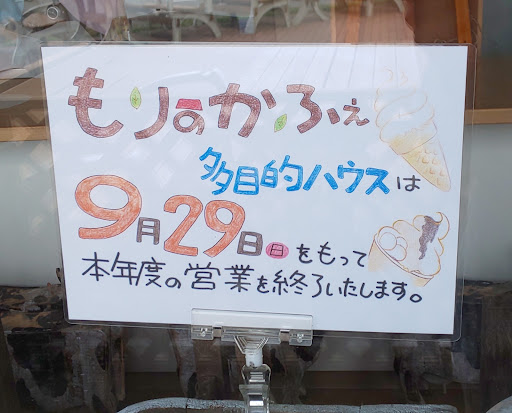 もりのかふぇ
多目的ハウスは
9月29日㊐をもって
本年度の営業を終了いたします。